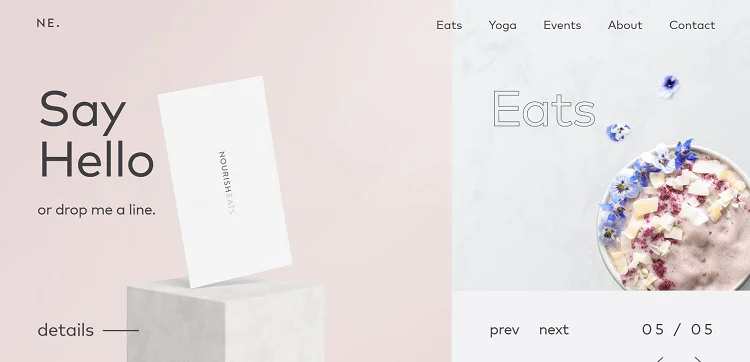 NE.
Eats Yoga Events About Contact
Say
Hello
or drop me a line.
NOURISH EATS
details
Eats
prev next 05 / 05